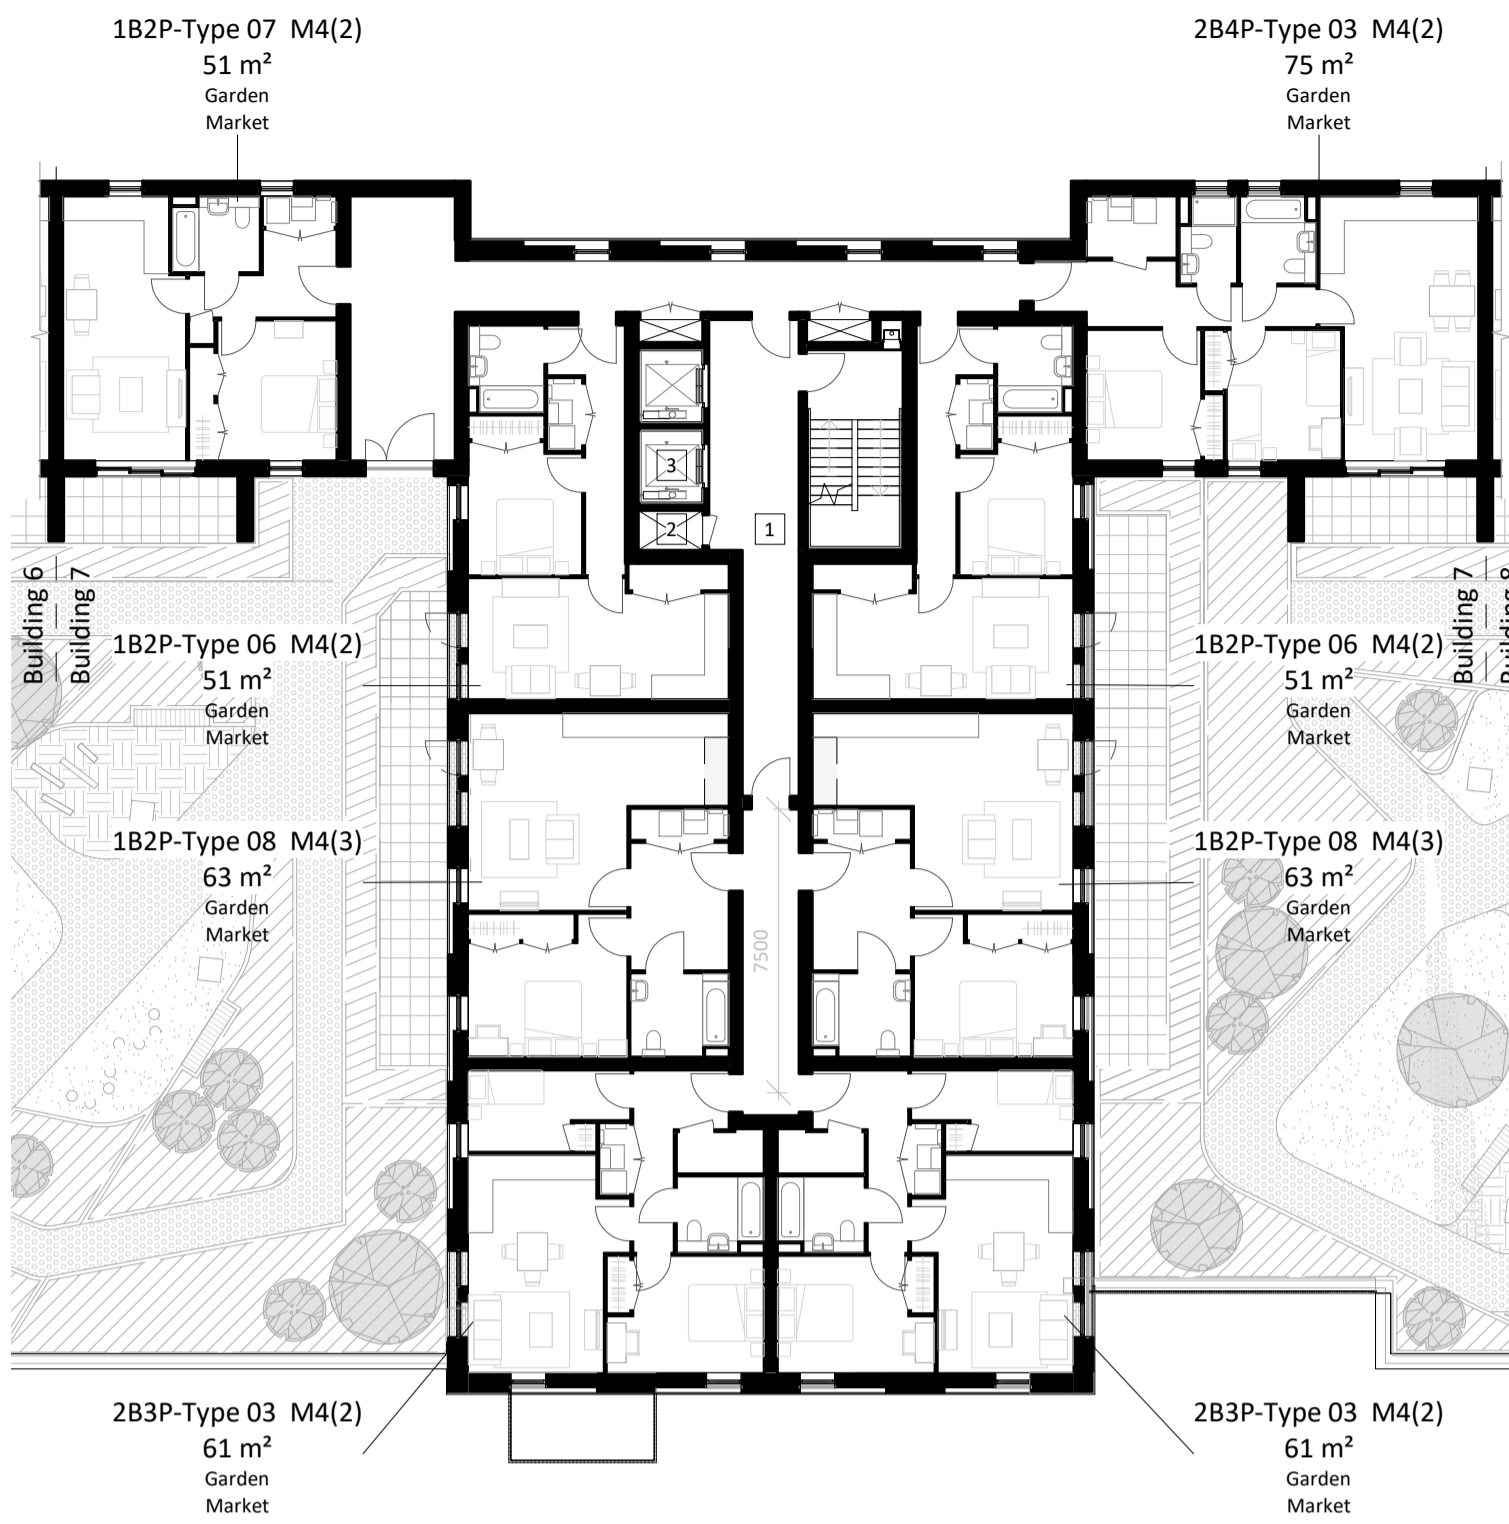 1B2P-Type 07 M4(2)
51 m²
Garden
Market
2B4P-Type 03 M4(2)
75 m²
Garden
Market
3
2
1
Building 6
Building 7
Building 7
1B2P-Type 06 M4(2)
51 m²
Garden
Market
1B2P-Type 06 M4(2)
51 m²
Garden
Market
1B2P-Type 08 M4(3)
63 m²
Garden
Market
1B2P-Type 08 M4(3)
63 m²
Garden
Market
7500
2B3P-Type 03 M4(2)
61 m²
Garden
Market
2B3P-Type 03 M4(2)
61 m²
Garden
Market